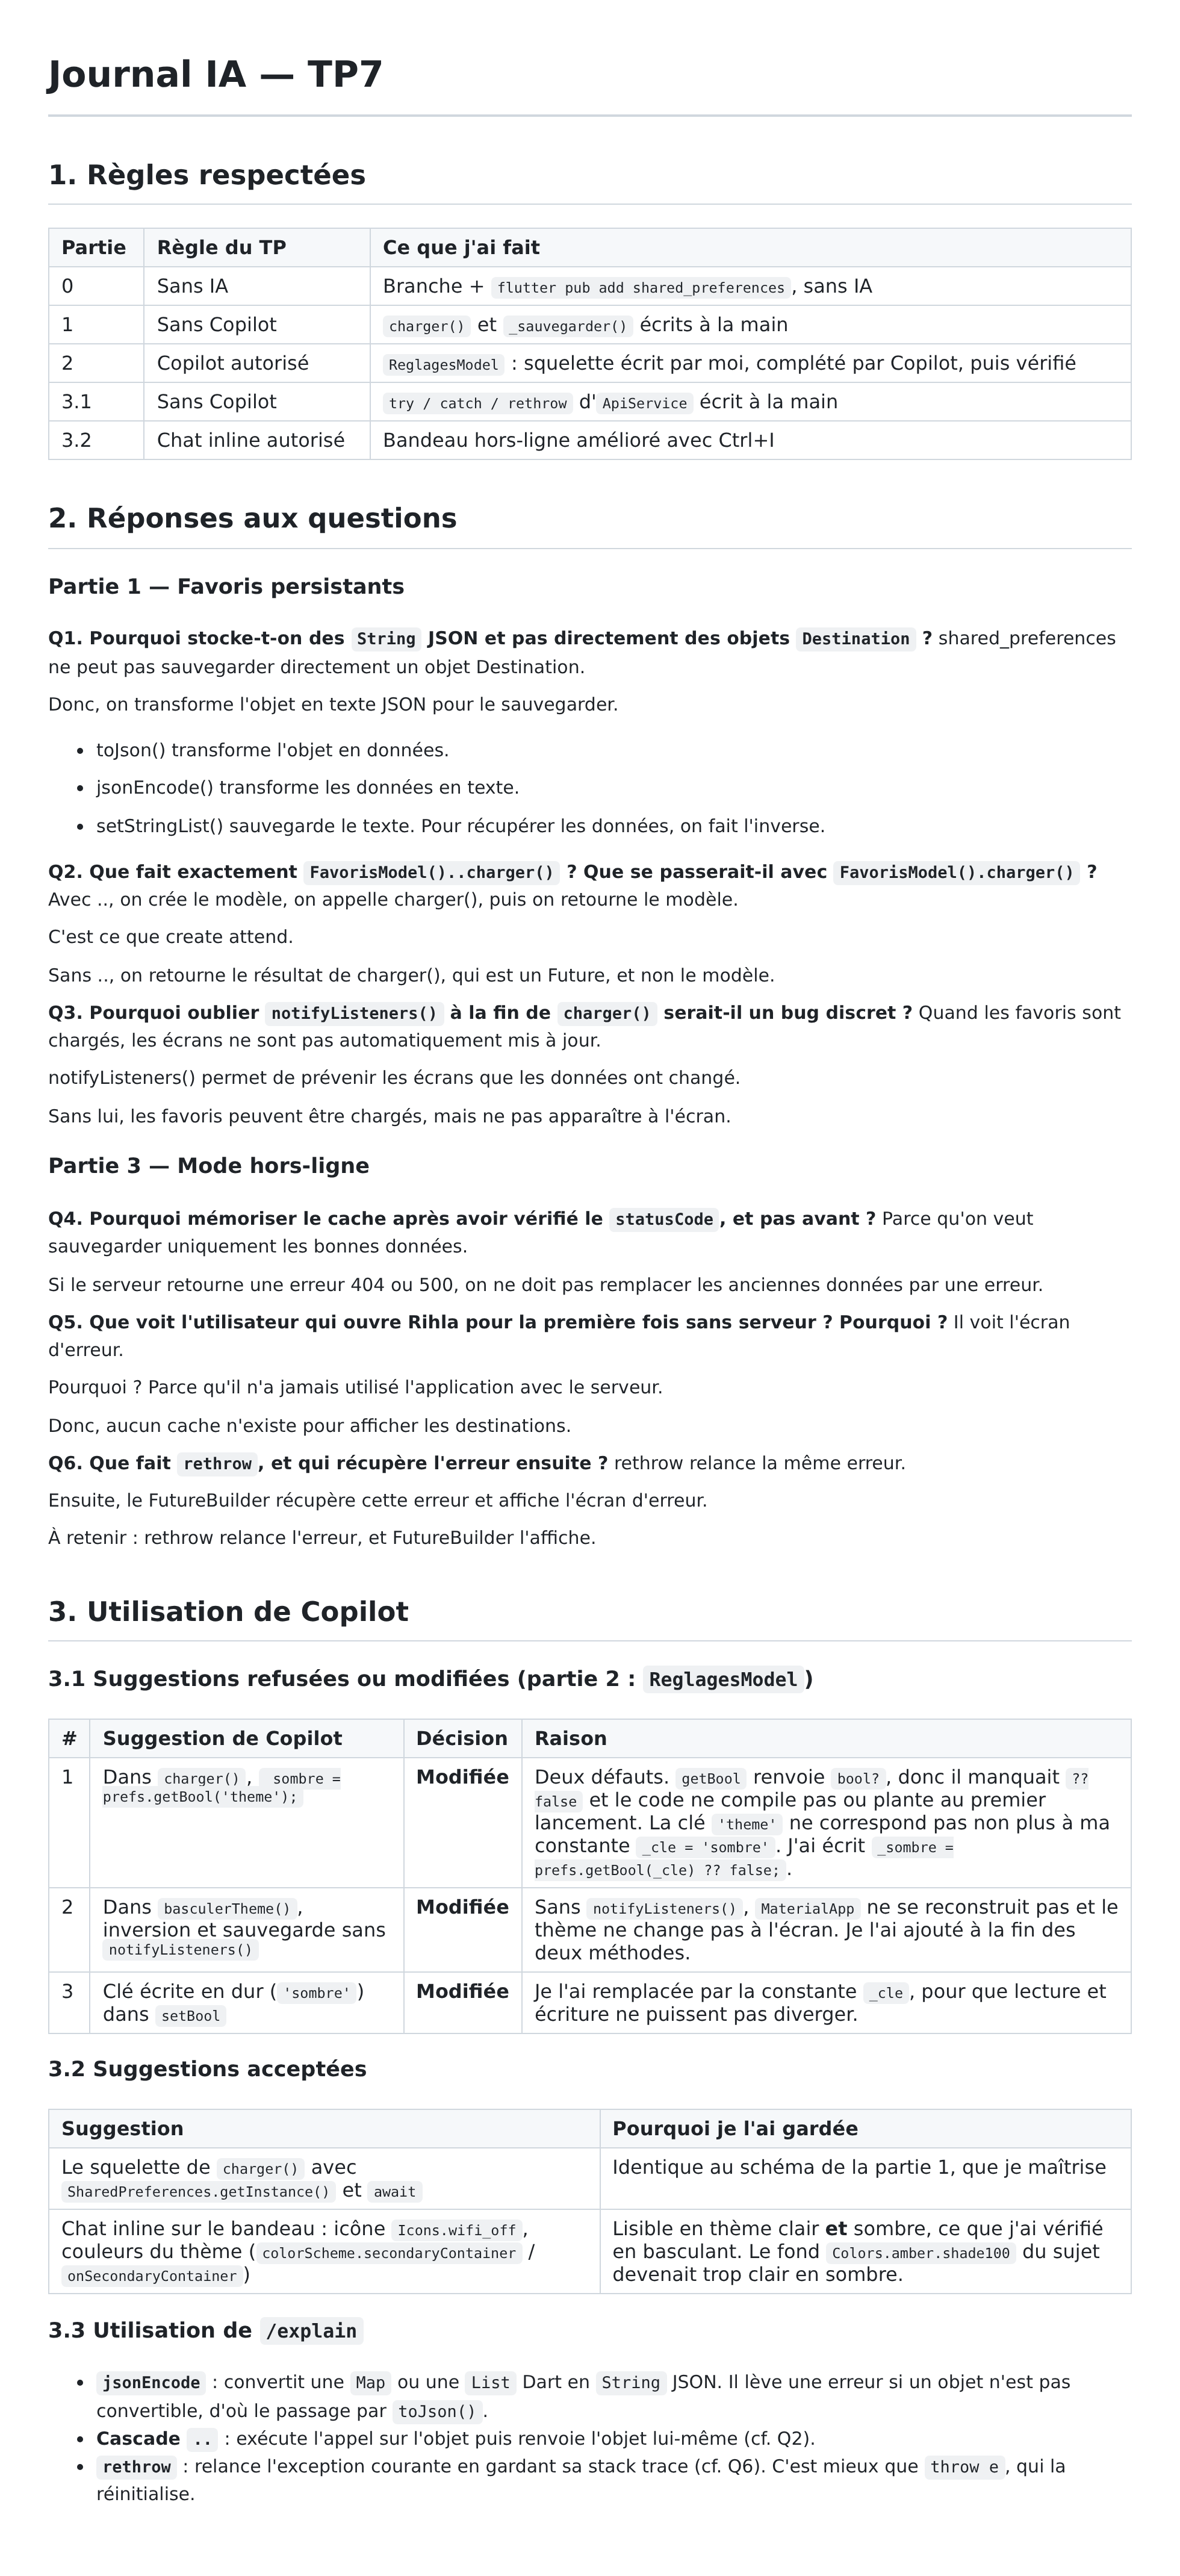 Journal IA — TP7
1. Règles respectées
Partie Règle du TP Ce que j'ai fait
0 Sans IA Branche + flutter pub add shared_preferences, sans IA
1 Sans Copilot charger() et _sauvegarder() écrits à la main
2 Copilot autorisé ReglagesModel : squelette écrit par moi, complété par Copilot, puis vérifié
3.1 Sans Copilot try / catch / rethrow d'ApiService écrit à la main
3.2 Chat inline autorisé Bandeau hors-ligne amélioré avec Ctrl+I
2. Réponses aux questions
Partie 1 — Favoris persistants
Q1. Pourquoi stocke-t-on des String JSON et pas directement des objets Destination ? shared_preferences
ne peut pas sauvegarder directement un objet Destination.
Donc, on transforme l'objet en texte JSON pour le sauvegarder.
• toJson() transforme l'objet en données.
• jsonEncode() transforme les données en texte.
• setStringList() sauvegarde le texte. Pour récupérer les données, on fait l'inverse.
Q2. Que fait exactement FavorisModel()..charger() ? Que se passerait-il avec FavorisModel().charger() ?
Avec .., on crée le modèle, on appelle charger(), puis on retourne le modèle.
C'est ce que create attend.
Sans .., on retourne le résultat de charger(), qui est un Future, et non le modèle.
Q3. Pourquoi oublier notifyListeners() à la fin de charger() serait-il un bug discret ? Quand les favoris sont
chargés, les écrans ne sont pas automatiquement mis à jour.
notifyListeners() permet de prévenir les écrans que les données ont changé.
Sans lui, les favoris peuvent être chargés, mais ne pas apparaître à l'écran.
Partie 3 — Mode hors-ligne
Q4. Pourquoi mémoriser le cache après avoir vérifié le statusCode, et pas avant ? Parce qu'on veut
sauvegarder uniquement les bonnes données.
Si le serveur retourne une erreur 404 ou 500, on ne doit pas remplacer les anciennes données par une erreur.
Q5. Que voit l'utilisateur qui ouvre Rihla pour la première fois sans serveur ? Pourquoi ? Il voit l'écran
d'erreur.
Pourquoi ? Parce qu'il n'a jamais utilisé l'application avec le serveur.
Donc, aucun cache n'existe pour afficher les destinations.
Q6. Que fait rethrow, et qui récupère l'erreur ensuite ? rethrow relance la même erreur.
Ensuite, le FutureBuilder récupère cette erreur et affiche l'écran d'erreur.
À retenir : rethrow relance l'erreur, et FutureBuilder l'affiche.
3. Utilisation de Copilot
3.1 Suggestions refusées ou modifiées (partie 2 : ReglagesModel)
# Suggestion de Copilot Décision Raison
1 Dans charger(), _sombre =
prefs.getBool('theme');
Modifiée
Deux défauts. getBool renvoie bool?, donc il manquait ??
false et le code ne compile pas ou plante au premier
lancement. La clé 'theme' ne correspond pas non plus à ma
constante _cle = 'sombre'. J'ai écrit _sombre =
prefs.getBool(_cle) ?? false;.
2 Dans basculerTheme(),
inversion et sauvegarde sans
notifyListeners()
Modifiée
Sans notifyListeners(), MaterialApp ne se reconstruit pas et le
thème ne change pas à l'écran. Je l'ai ajouté à la fin des
deux méthodes.
3 Clé écrite en dur ('sombre')
dans setBool
Modifiée
Je l'ai remplacée par la constante _cle, pour que lecture et
écriture ne puissent pas diverger.
3.2 Suggestions acceptées
Suggestion Pourquoi je l'ai gardée
Le squelette de charger() avec
SharedPreferences.getInstance() et await
Identique au schéma de la partie 1, que je maîtrise
Chat inline sur le bandeau : icône Icons.wifi_off,
couleurs du thème (colorScheme.secondaryContainer /
onSecondaryContainer)
Lisible en thème clair et sombre, ce que j'ai vérifié
en basculant. Le fond Colors.amber.shade100 du sujet
devenait trop clair en sombre.
3.3 Utilisation de /explain
• jsonEncode : convertit une Map ou une List Dart en String JSON. Il lève une erreur si un objet n'est pas
convertible, d'où le passage par toJson().
• Cascade .. : exécute l'appel sur l'objet puis renvoie l'objet lui-même (cf. Q2).
• rethrow : relance l'exception courante en gardant sa stack trace (cf. Q6). C'est mieux que throw e, qui la
réinitialise.